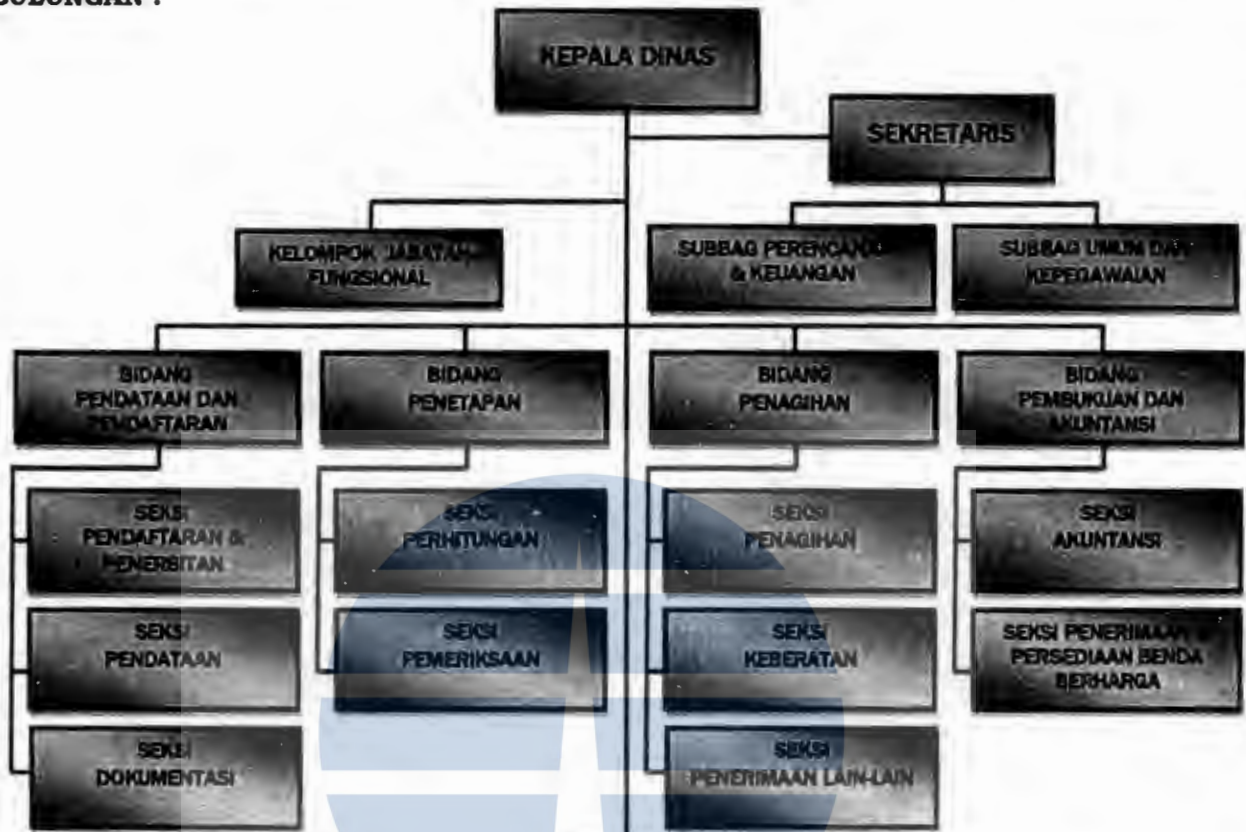 BULUNGAN :
KEPALA DINAS
SEKRETARIS
KELOMPOK JABATAN
FUNGSIONAL
SUBBAG PERENCANAAN
& KEUANGAN
SUBBAG UMUM DAN
KEPEGAWAIAN
BIDANG
PENDATAAN DAN
PENDAFTARAN
BIDANG
PENETAPAN
BIDANG
PENAGIHAN
BIDANG
PEMBUKUAN DAN
AKUNTANSI
SEKSI
PENDAFTARAN &
PENERBITAN
SEKSI
PERHITUNGAN
SEKSI
PENAGIHAN
SEKSI
AKUNTANSI
SEKSI
PENDATAAN
SEKSI
PEMERIKSAAN
SEKSI
KEBERATAN
SEKSI PENERIMAAN &
PERSEDIAAN BENDA
BERHARGA
SEKSI
DOKUMENTASI
SEKSI
PENERIMAAN LAIN-LAIN